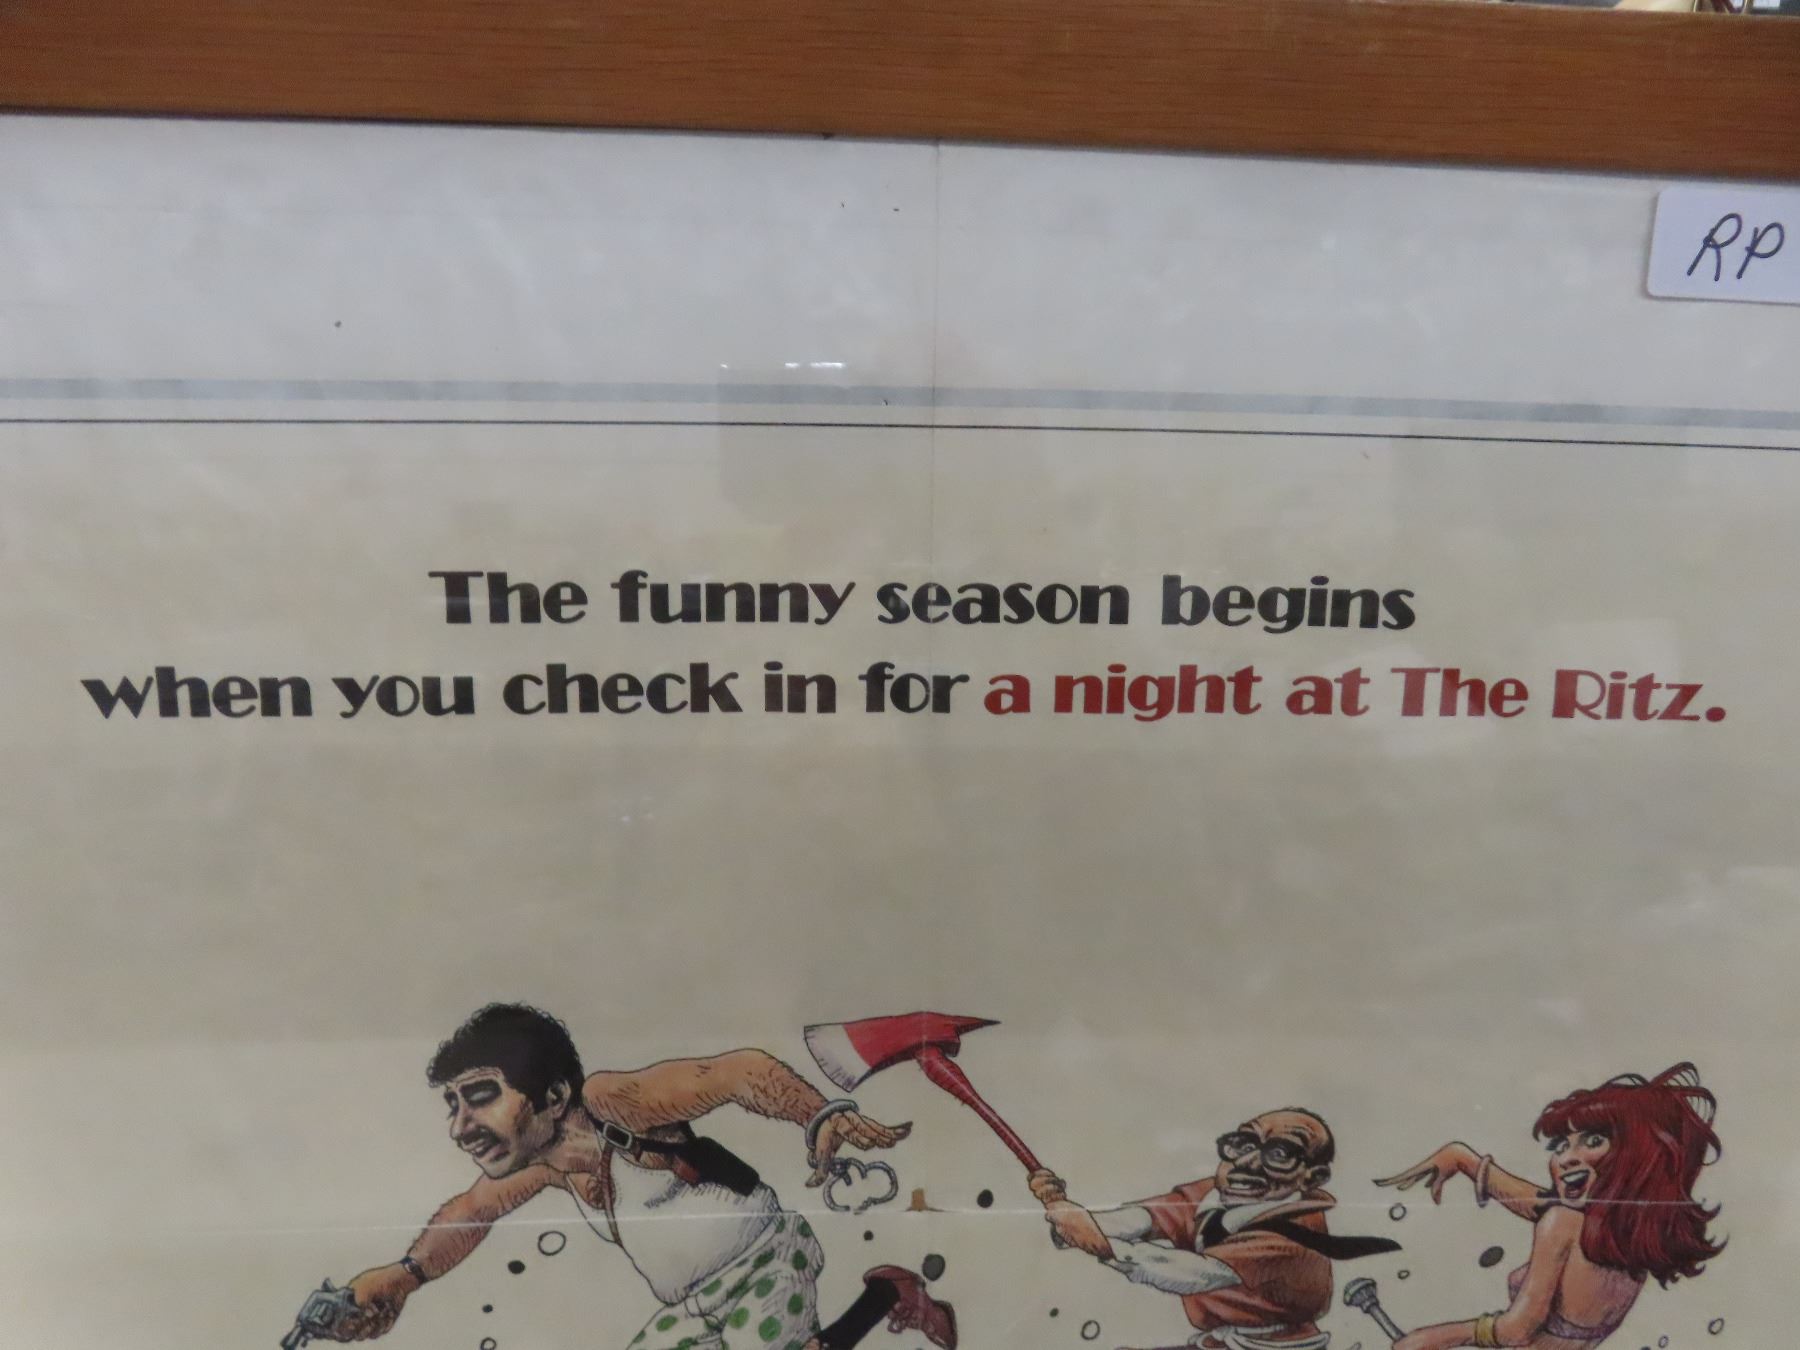 RP
The funny season begins
when you check in for a night at The Ritz.